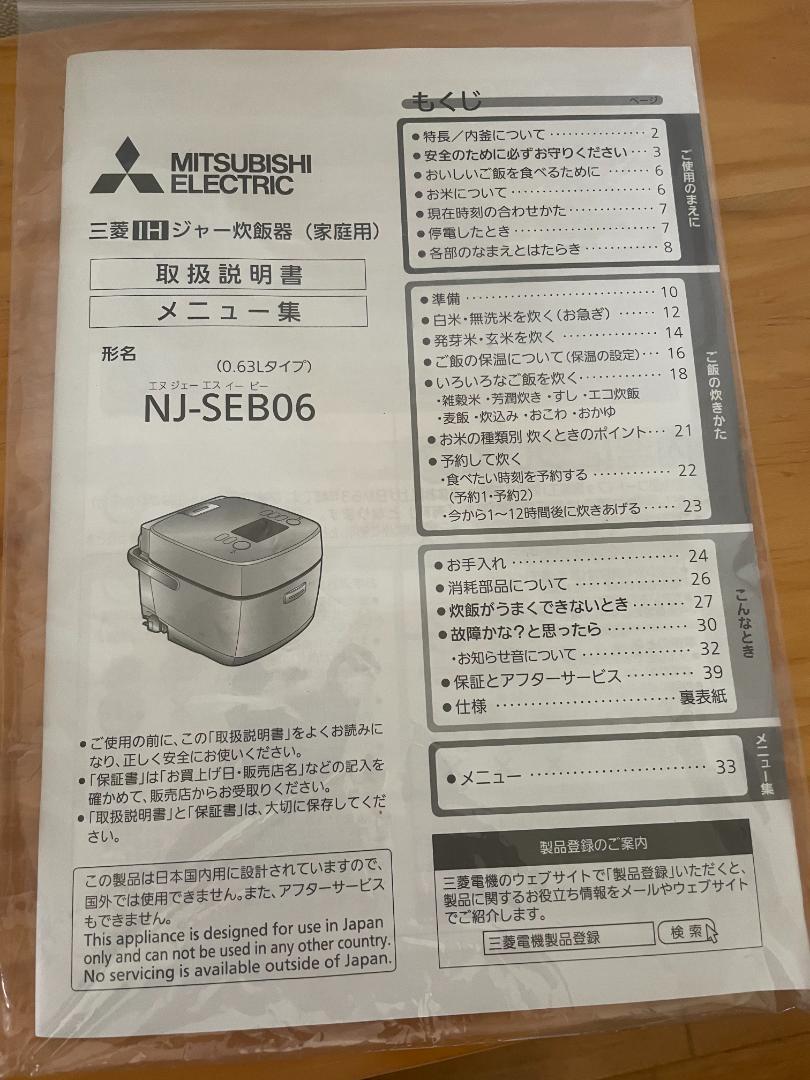 MITSUBISHI
ELECTRIC
三菱IHジャー炊飯器（家庭用）
取扱説明書
メニュー集
形名
（0.63Lタイプ）
エヌ ジェー エス イー ビー
NJ-SEB06
●ご使用の前に、この「取扱説明書」をよくお読みに
なり、正しく安全にお使いください。
●「保証書」は「お買上げ日・販売店名」などの記入を
確かめて、販売店からお受取りください。
●「取扱説明書」と「保証書」は、大切に保存してくだ
さい。
この製品は日本国内用に設計されていますので、
国外では使用できません。また、アフターサービス
もできません。
This appliance is designed for use in Japan
only and can not be used in any other country.
No servicing is available outside of Japan.
もくじ
ページ
●特長／内釜について ················ 2
●安全のために必ずお守りください ··· 3
●おいしいご飯を食べるために ······· 6
●お米について ······················· 6
●現在時刻の合わせかた ·············· 7
●停電したとき ························ 7
●各部のなまえとはたらき ············ 8
ご使用のまえに
●準備 ································ 10
●白米・無洗米を炊く（お急ぎ） ······ 12
●発芽米・玄米を炊く ················ 14
●ご飯の保温について（保温の設定） ··· 16
●いろいろなご飯を炊く ·············· 18
・雑穀米 ・芳潤炊き ・すし ・エコ炊飯
・麦飯 ・炊込み ・おこわ ・おかゆ
●お米の種類別 炊くときのポイント ··· 21
●予約して炊く
・食べたい時刻を予約する ············ 22
（予約1・予約2）
・今から1～12時間後に炊きあげる ····· 23
ご飯の炊きかた
●お手入れ ··························· 24
●消耗部品について ·················· 26
●炊飯がうまくできないとき ········ 27
●故障かな？と思ったら ············ 30
・お知らせ音について ················ 32
●保証とアフターサービス ·········· 39
●仕様 ··························· 裏表紙
こんなとき
●メニュー ··························· 33
メニュー集
製品登録のご案内
三菱電機のウェブサイトで「製品登録」いただくと、
製品に関するお役立ち情報をメールやウェブサイト
でご紹介します。
三菱電機製品登録
検索